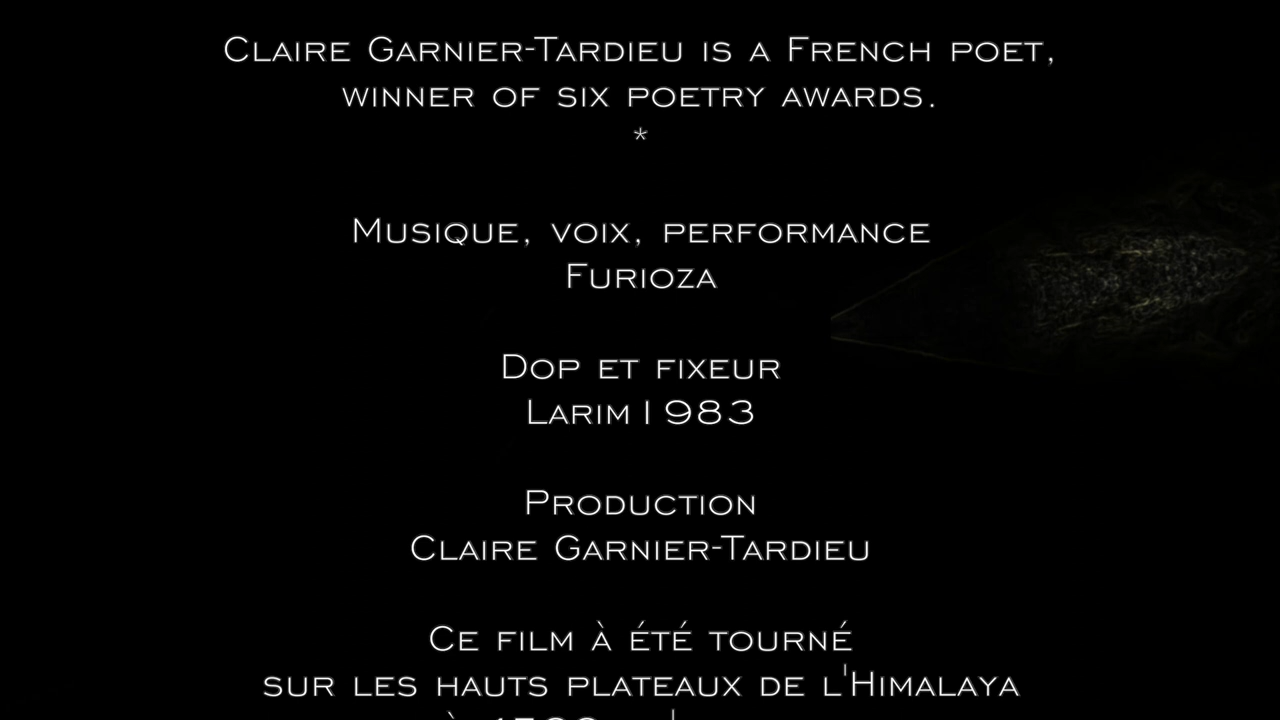 Claire Garnier-Tardieu is a French poet,
winner of six poetry awards.
*
Musique, voix, performance
Furioza
Dop et fixeur
Larim1983
Production
Claire Garnier-Tardieu
Ce film à été tourné
sur les hauts plateaux de l'Himalaya